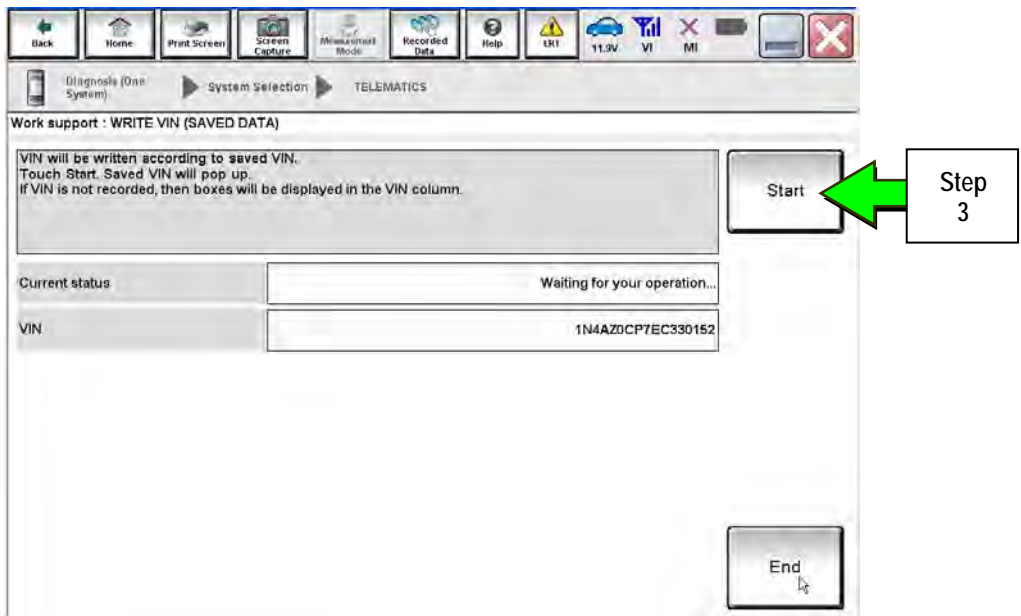 Back
Home
Print Screen
Screen Capture
Measurement Mode
Recorded Data
Help
ERT
11.9V
VI
MI
Diagnosis (One System)
System Selection
TELEMATICS
Work support : WRITE VIN (SAVED DATA)
VIN will be written according to saved VIN.
Touch Start. Saved VIN will pop up.
If VIN is not recorded, then boxes will be displayed in the VIN column.
Start
Step
3
Current status
Waiting for your operation...
VIN
1N4AZ0CP7EC330152
End